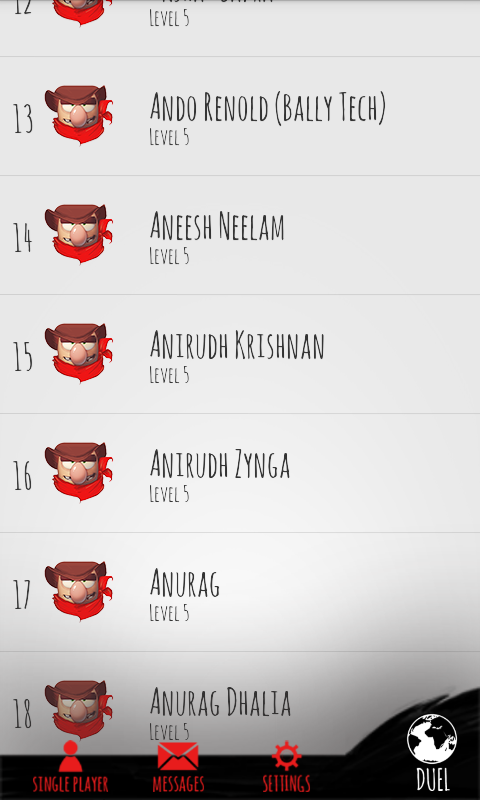 12
Level 5
13
Ando Renold (Bally Tech)
Level 5
14
Aneesh Neelam
Level 5
15
Anirudh Krishnan
Level 5
16
Anirudh Zynga
Level 5
17
Anurag
Level 5
18
Anurag Dhalia
Level 5
SINGLE PLAYER
MESSAGES
SETTINGS
DUEL